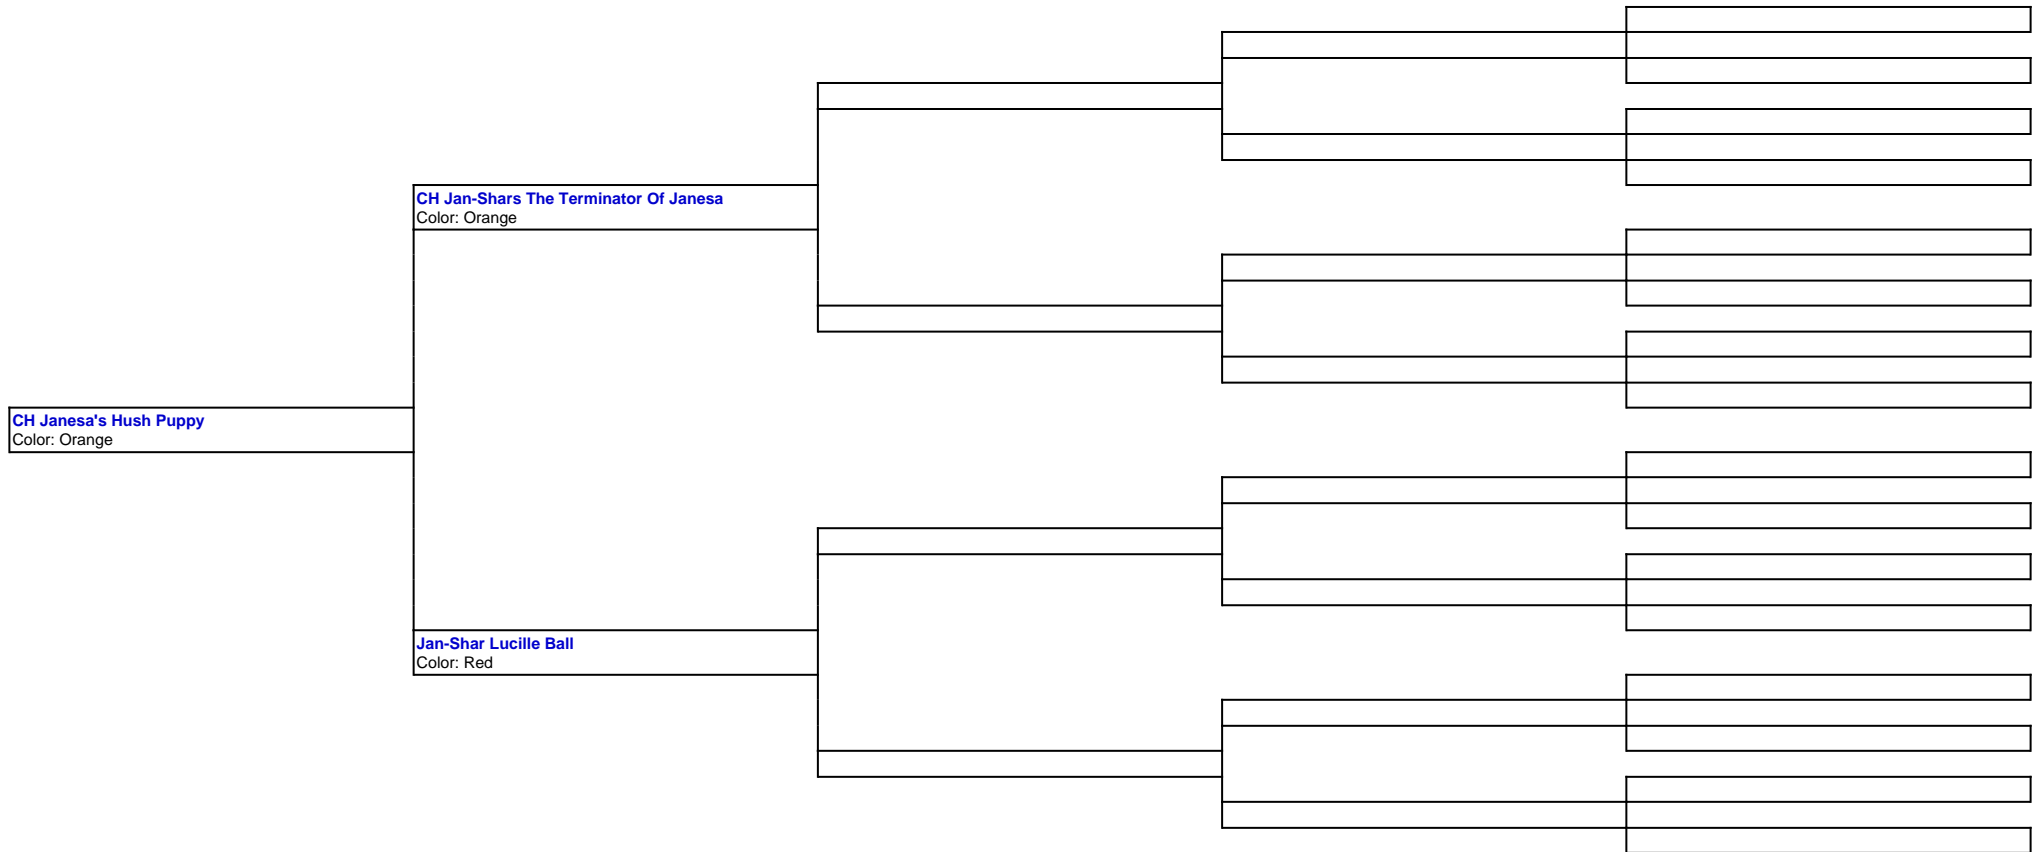 CH Jan-Shars The Terminator Of Janesa
Color: Orange
CH Janesa's Hush Puppy
Color: Orange
Jan-Shar Lucille Ball
Color: Red